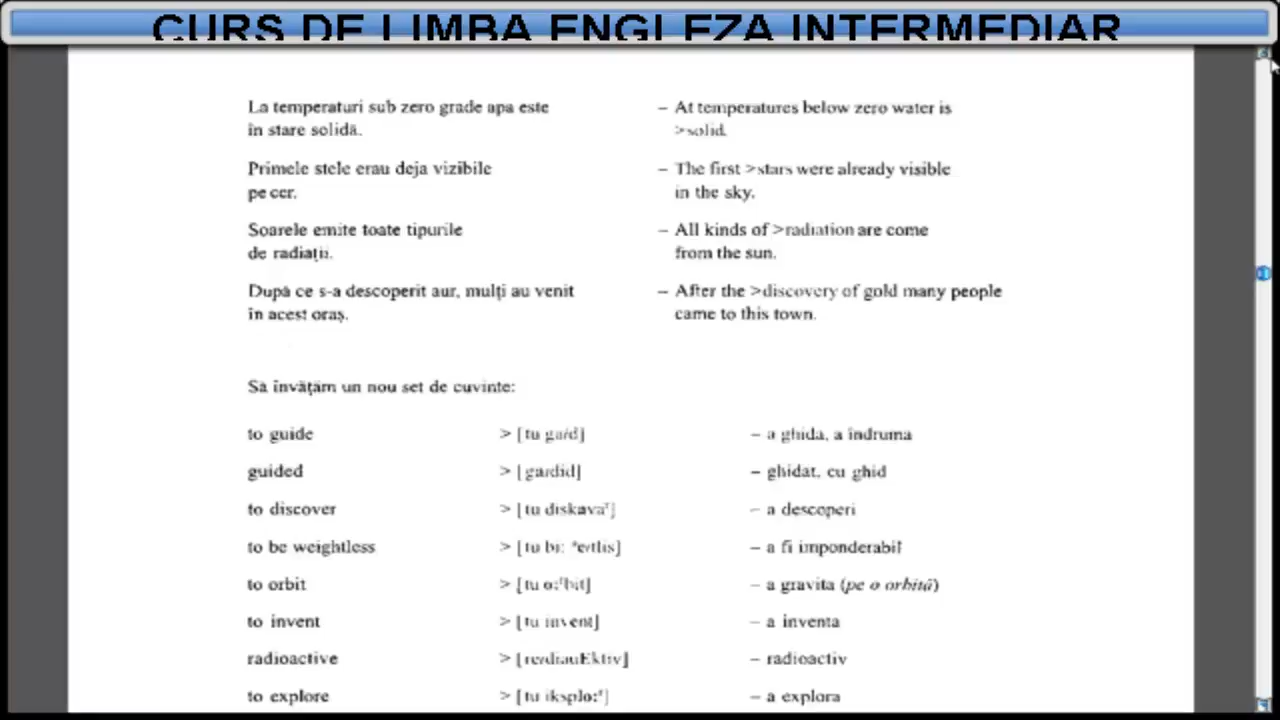 CURS DE LIMBA ENGLEZA INTERMEDIAR
La temperaturi sub zero grade apa este – At temperatures below zero water is
în stare solidă. >solid.
Primele stele erau deja vizibile – The first >stars were already visible
pe cer. in the sky.
Soarele emite toate tipurile – All kinds of >radiation are come
de radiații. from the sun.
După ce s-a descoperit aur, mulți au venit – After the >discovery of gold many people
în acest oraș. came to this town.
Să învățăm un nou set de cuvinte:
to guide > [tu – a ghida, a îndruma
guided > – ghidat, cu ghid
to discover > [tu – a descoperi
to be weightless > [tu – a fi imponderabil
to orbit > [tu – a gravita (pe o orbită)
to invent > [tu invent] – a inventa
radioactive > – radioactiv
to explore > [tu – a explora